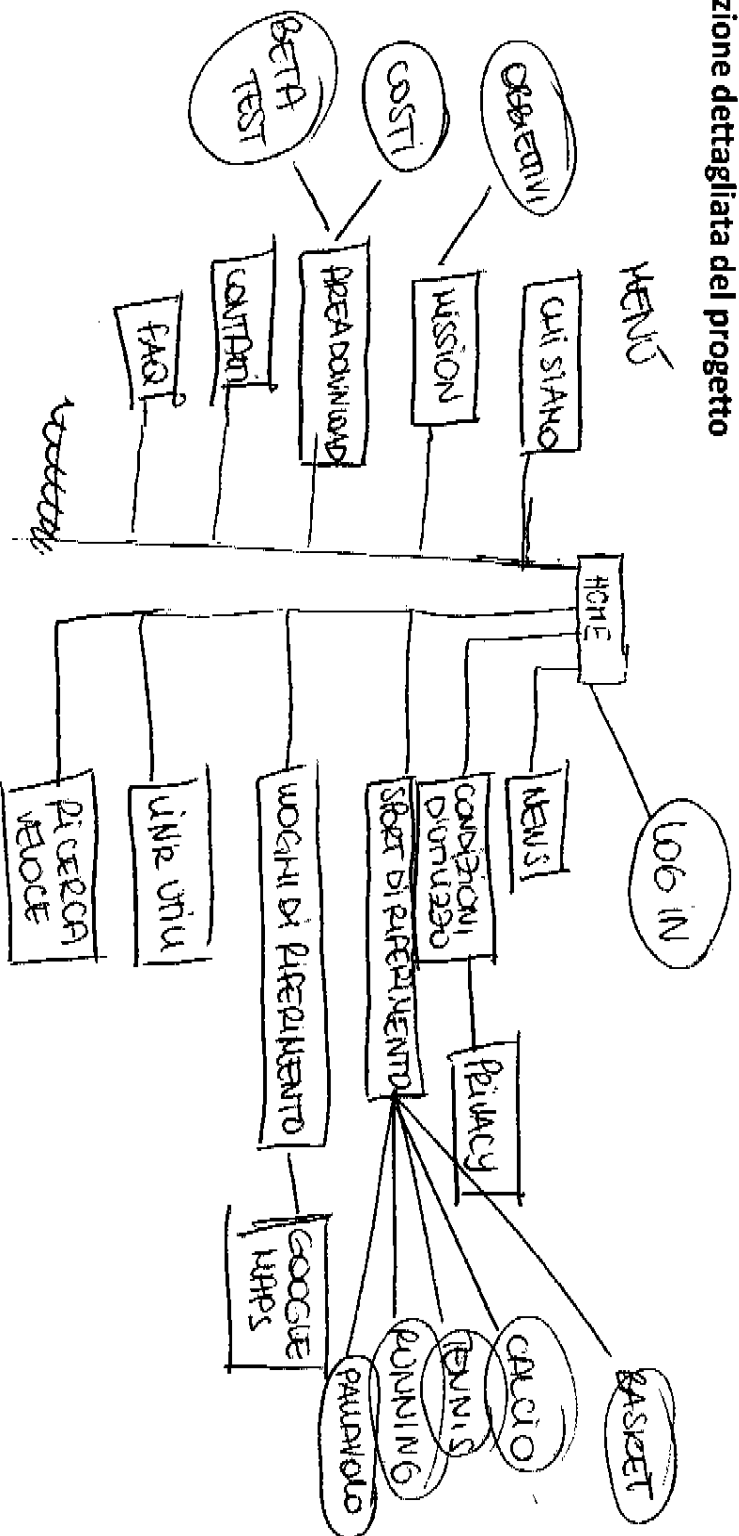 zione dettagliata del progetto
MENÙ
HOME
LOG IN
CHI SIAMO
MISSION
OBBIETTIVI
AREA DOWNLOAD
COSTI
BETA
TEST
CONTATTI
FAQ
NEWS
CONDIZIONI
D'UTILIZZO
PRIVACY
SPORT DI RIFERIMENTO
BASKET
CALCIO
TENNIS
RUNNING
PALLAVOLO
LUOGHI DI RIFERIMENTO
GOOGLE
MAPS
LINK UTILI
RICERCA
VELOCE